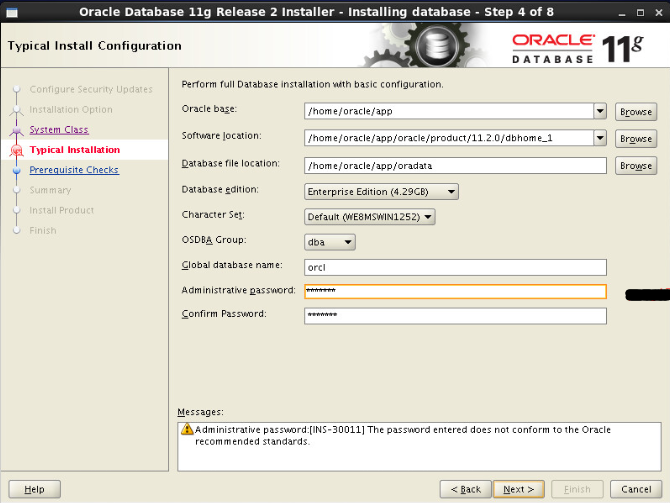 Oracle Database 11g Release 2 Installer - Installing database - Step 4 of 8
Typical Install Configuration
ORACLE 11g
DATABASE
Configure Security Updates
Installation Option
System Class
Typical Installation
Prerequisite Checks
Summary
Install Product
Finish
Perform full Database installation with basic configuration.
Oracle base: /home/oracle/app Browse
Software location: /home/oracle/app/oracle/product/11.2.0/dbhome_1 Browse
Database file location: /home/oracle/app/oradata Browse
Database edition: Enterprise Edition (4.29GB)
Character Set: Default (WE8MSWIN1252)
OSDBA Group: dba
Global database name: orcl
Administrative password: *******
Confirm Password: *******
Messages:
Administrative password:[INS-30011] The password entered does not conform to the Oracle
recommended standards.
Help < Back Next > Finish Cancel